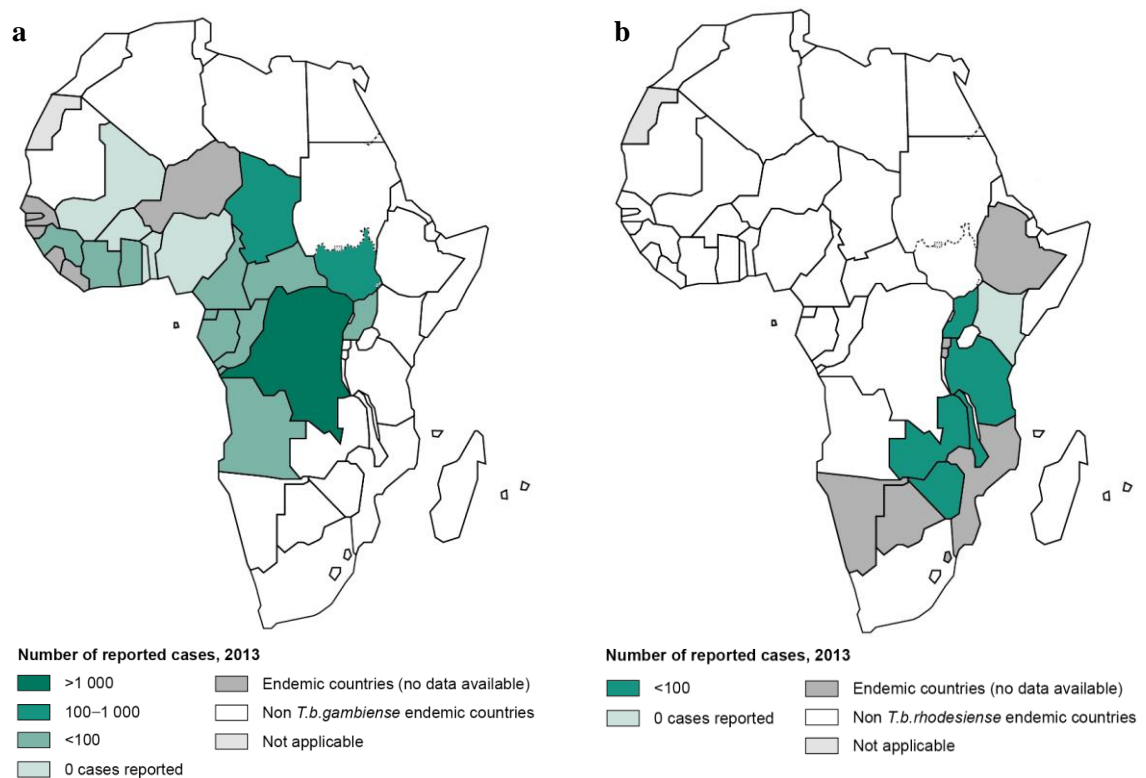 a
b
Number of reported cases, 2013
>1 000
100–1 000
<100
0 cases reported
Endemic countries (no data available)
Non T.b.gambiense endemic countries
Not applicable
Number of reported cases, 2013
<100
0 cases reported
Endemic countries (no data available)
Non T.b.rhodesiense endemic countries
Not applicable